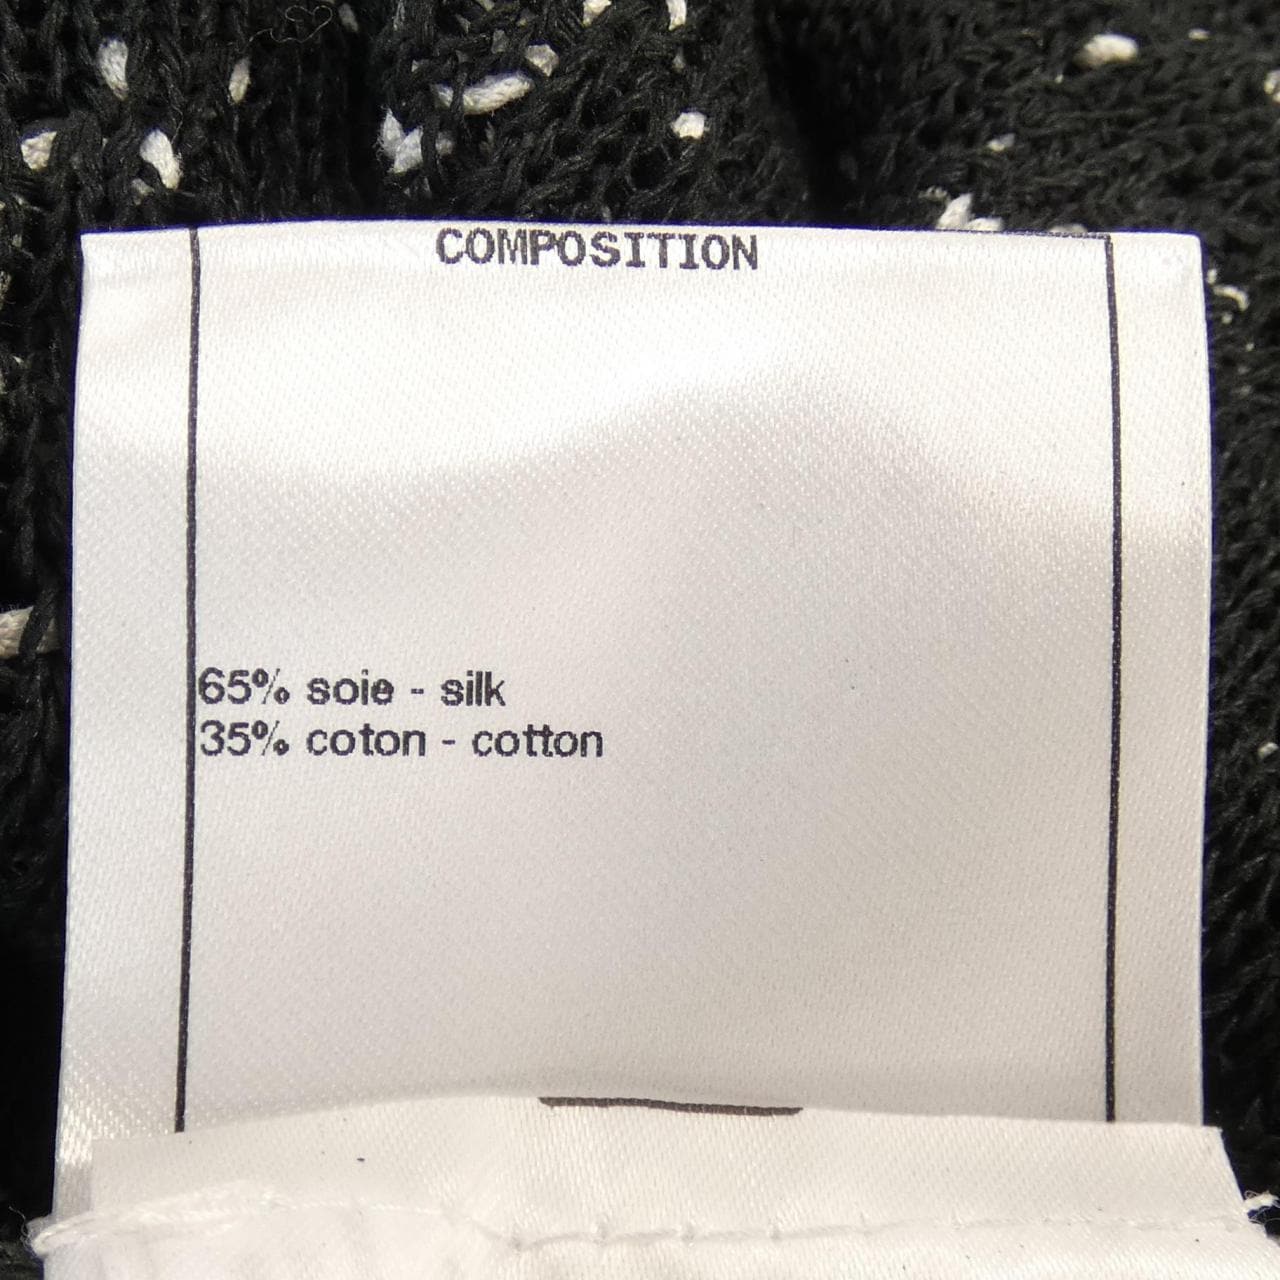 COMPOSITION
65% soie - silk
35% coton - cotton